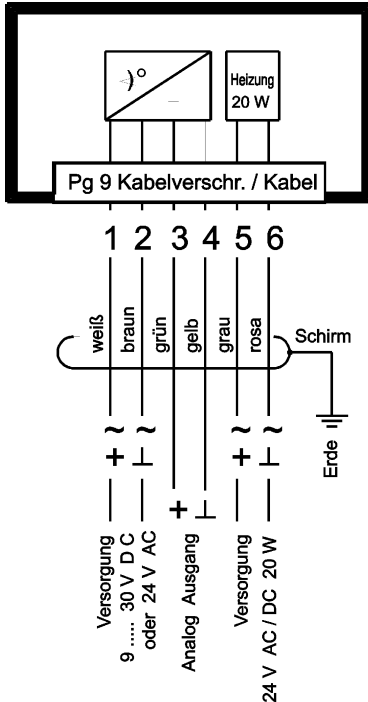 )°
Heizung
20 W
Pg 9 Kabelverschr. / Kabel
1 2 3 4 5 6
weiß
braun
grün
gelb
grau
rosa
Schirm
Erde
~ ~ ~ ~
+ ⊥ + ⊥
+ ⊥
Versorgung
9 ..... 30 V D C
oder 24 V AC
Analog Ausgang
Versorgung
24 V AC / DC 20 W